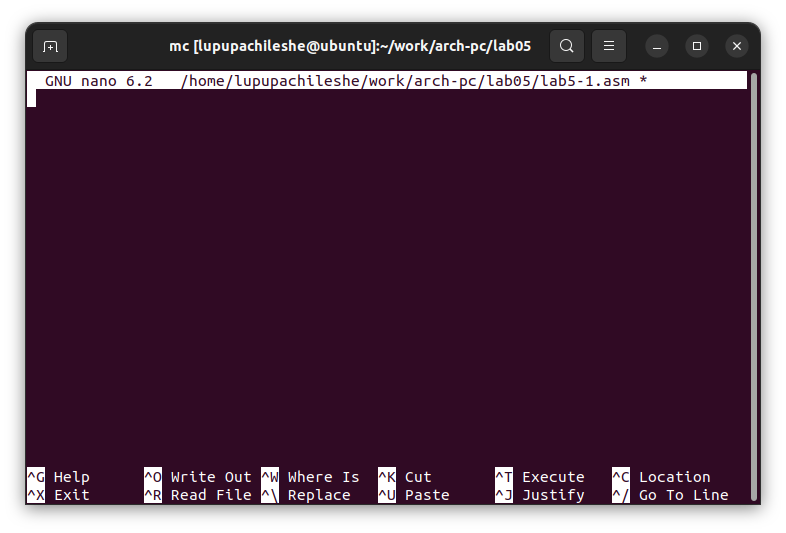 mc [lupupachileshe@ubuntu]:~/work/arch-pc/lab05
GNU nano 6.2 /home/lupupachileshe/work/arch-pc/lab05/lab5-1.asm *
^G Help ^O Write Out ^W Where Is ^K Cut ^T Execute ^C Location
^X Exit ^R Read File ^\ Replace ^U Paste ^J Justify ^/ Go To Line